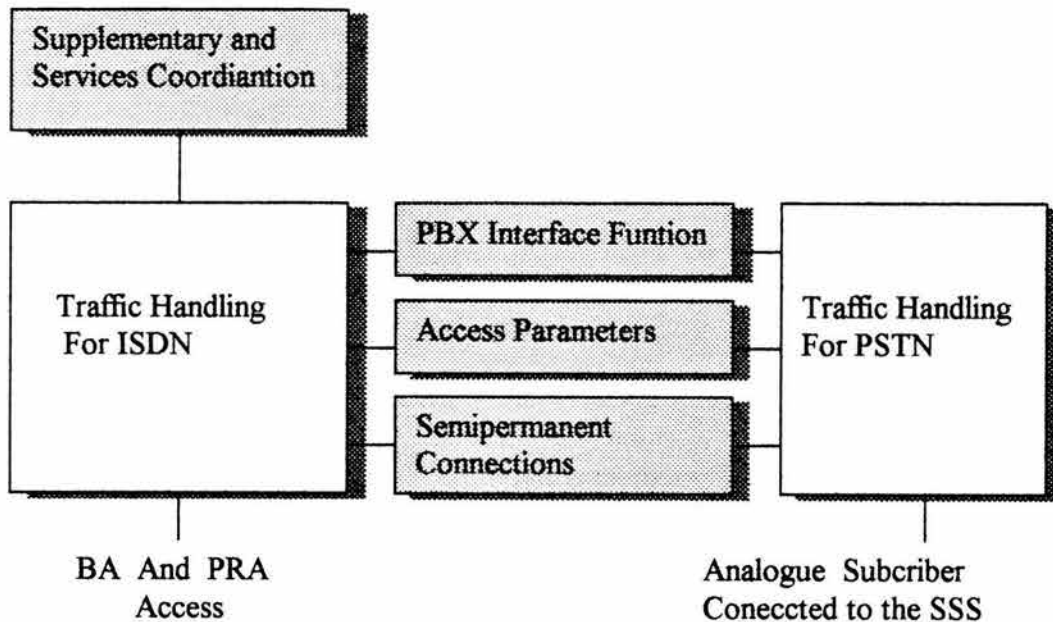 Supplementary and
Services Coordiantion
PBX Interface Funtion
Traffic Handling
For ISDN
Access Parameters
Traffic Handling
For PSTN
Semipermanent
Connections
BA And PRA
Access
Analogue Subcriber
Coneccted to the SSS